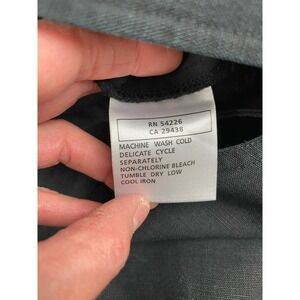 RN 54226
CA 29438
MACHINE WASH COLD
DELICATE CYCLE
SEPARATELY
NON-CHLORINE BLEACH
TUMBLE DRY LOW
COOL IRON